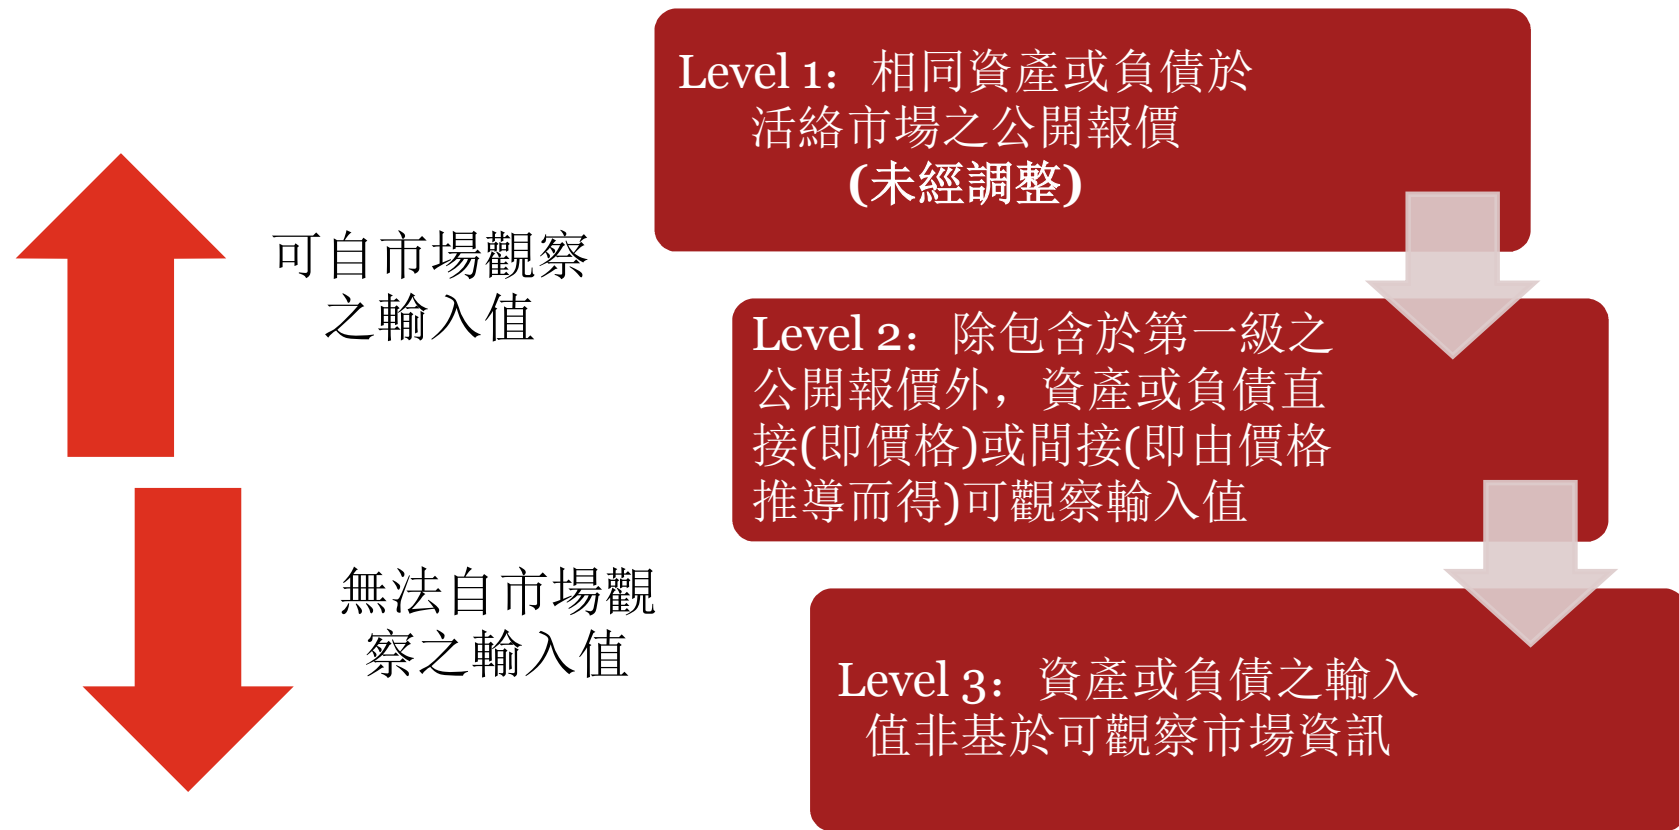 Level 1：相同資產或負債於
活絡市場之公開報價
(未經調整)
可自市場觀察
之輸入值
Level 2：除包含於第一級之
公開報價外，資產或負債直
接(即價格)或間接(即由價格
推導而得)可觀察輸入值
無法自市場觀
察之輸入值
Level 3：資產或負債之輸入
值非基於可觀察市場資訊